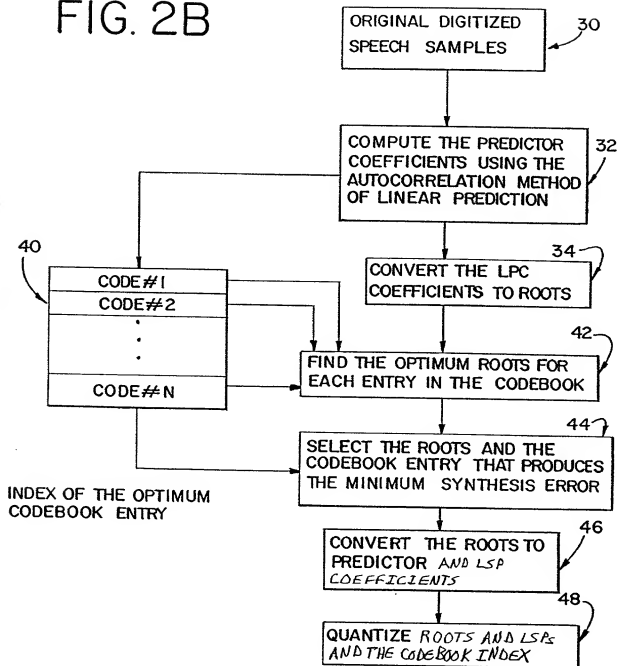 FIG. 2B
ORIGINAL DIGITIZED
SPEECH SAMPLES
30
COMPUTE THE PREDICTOR
COEFFICIENTS USING THE
AUTOCORRELATION METHOD
OF LINEAR PREDICTION
32
40
CODE#1
CODE#2
CODE#N
34
CONVERT THE LPC
COEFFICIENTS TO ROOTS
42
FIND THE OPTIMUM ROOTS FOR
EACH ENTRY IN THE CODEBOOK
44
SELECT THE ROOTS AND THE
CODEBOOK ENTRY THAT PRODUCES
THE MINIMUM SYNTHESIS ERROR
INDEX OF THE OPTIMUM
CODEBOOK ENTRY
46
CONVERT THE ROOTS TO
PREDICTOR AND LSP
COEFFICIENTS
48
QUANTIZE ROOTS AND LSPs
AND THE CODEBOOK INDEX